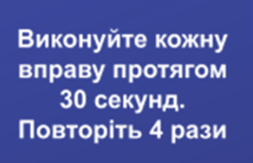 Виконуйте кожну
вправу протягом
30 секунд.
Повторіть 4 рази